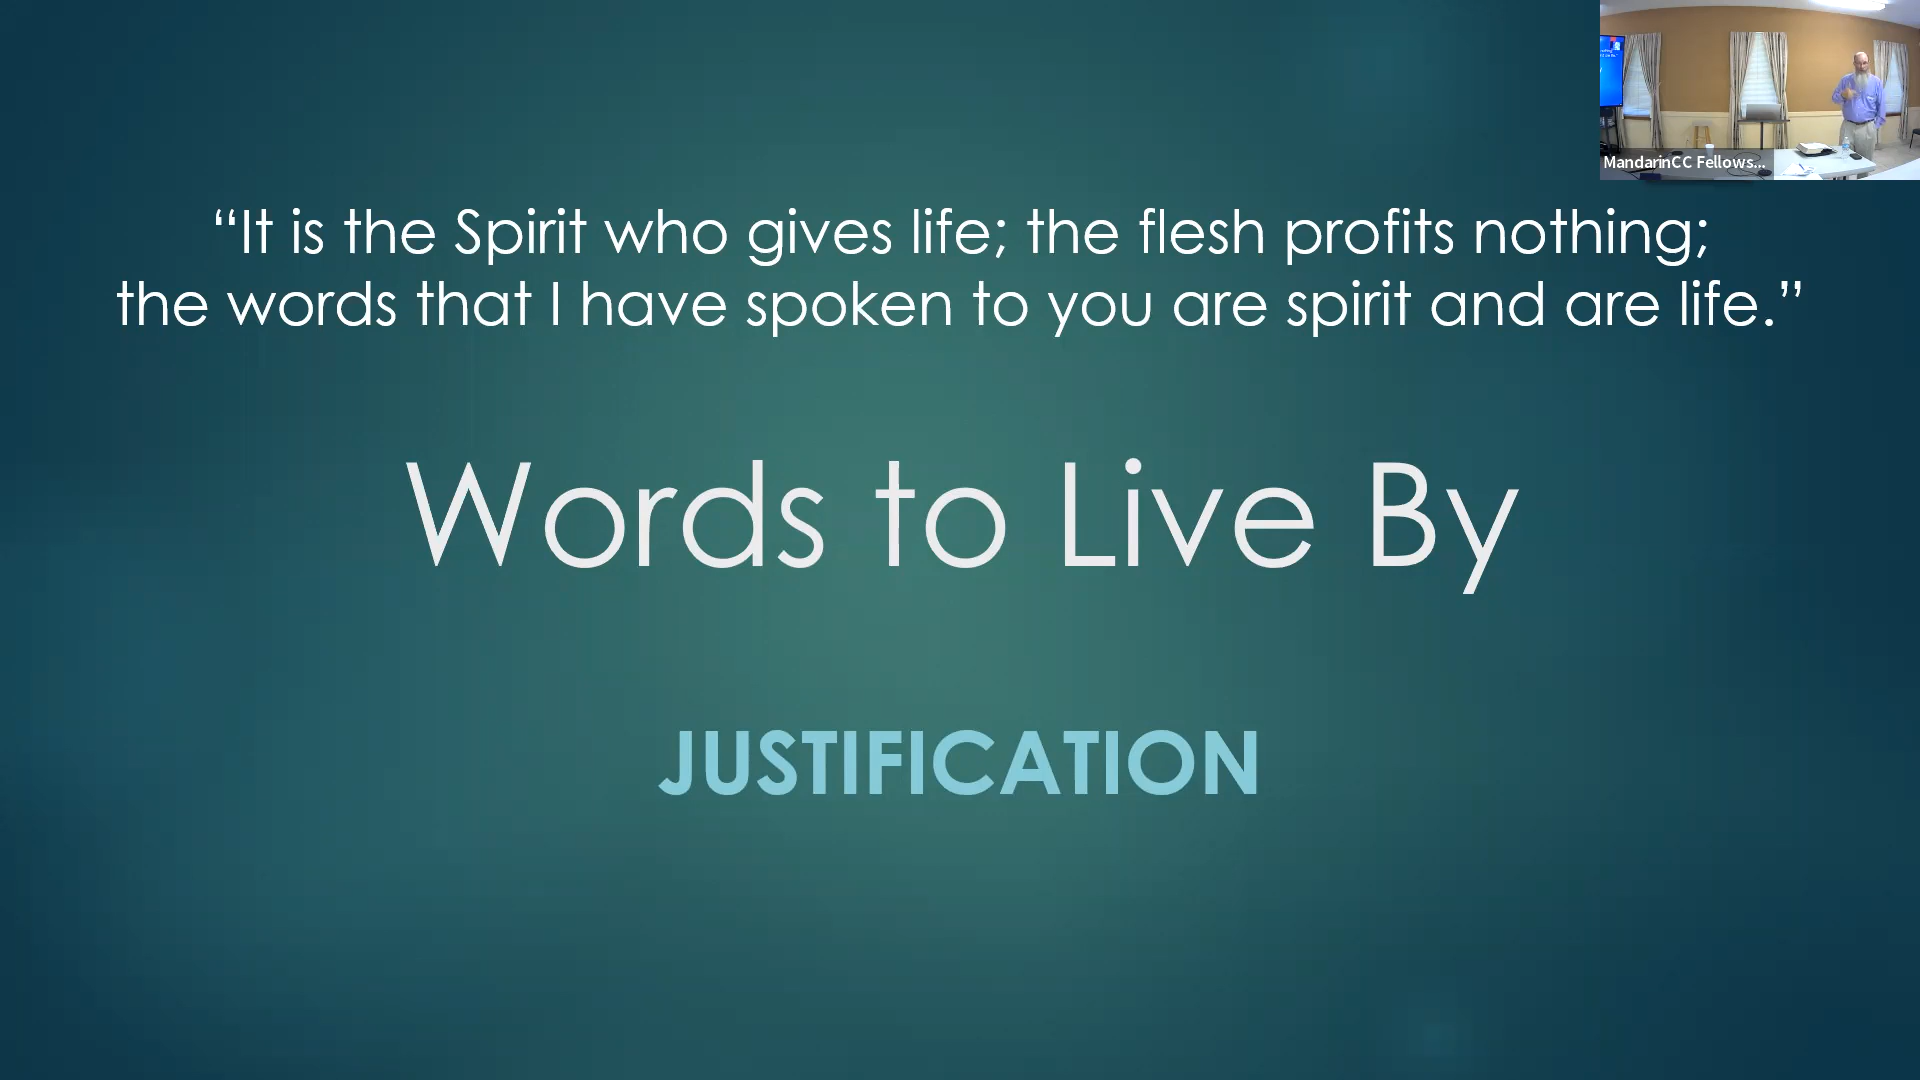 MandarinCC Fellows...
“It is the Spirit who gives life; the flesh profits nothing;
the words that I have spoken to you are spirit and are life.”
Words to Live By
JUSTIFICATION